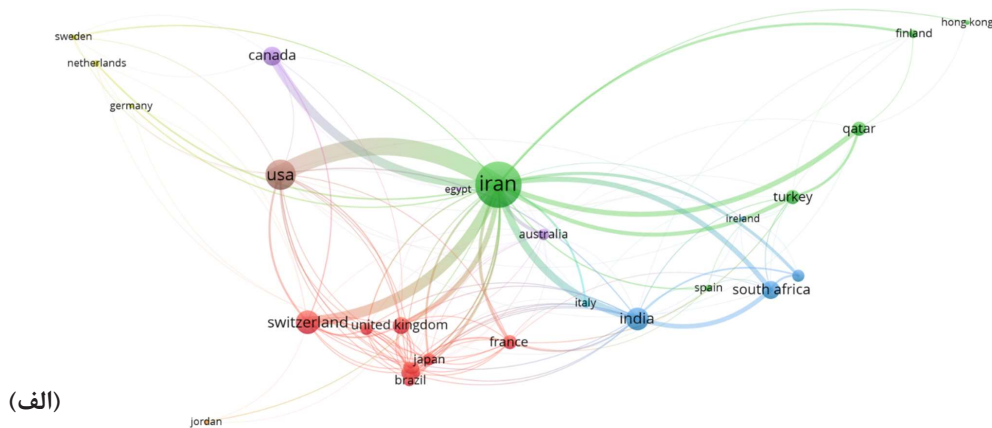 hong kong
sweden
finland
canada
netherlands
germany
qatar
usa
iran
egypt
turkey
ireland
australia
spain
south africa
italy
india
switzerland
united kingdom
france
japan
brazil
(الف)
jordan